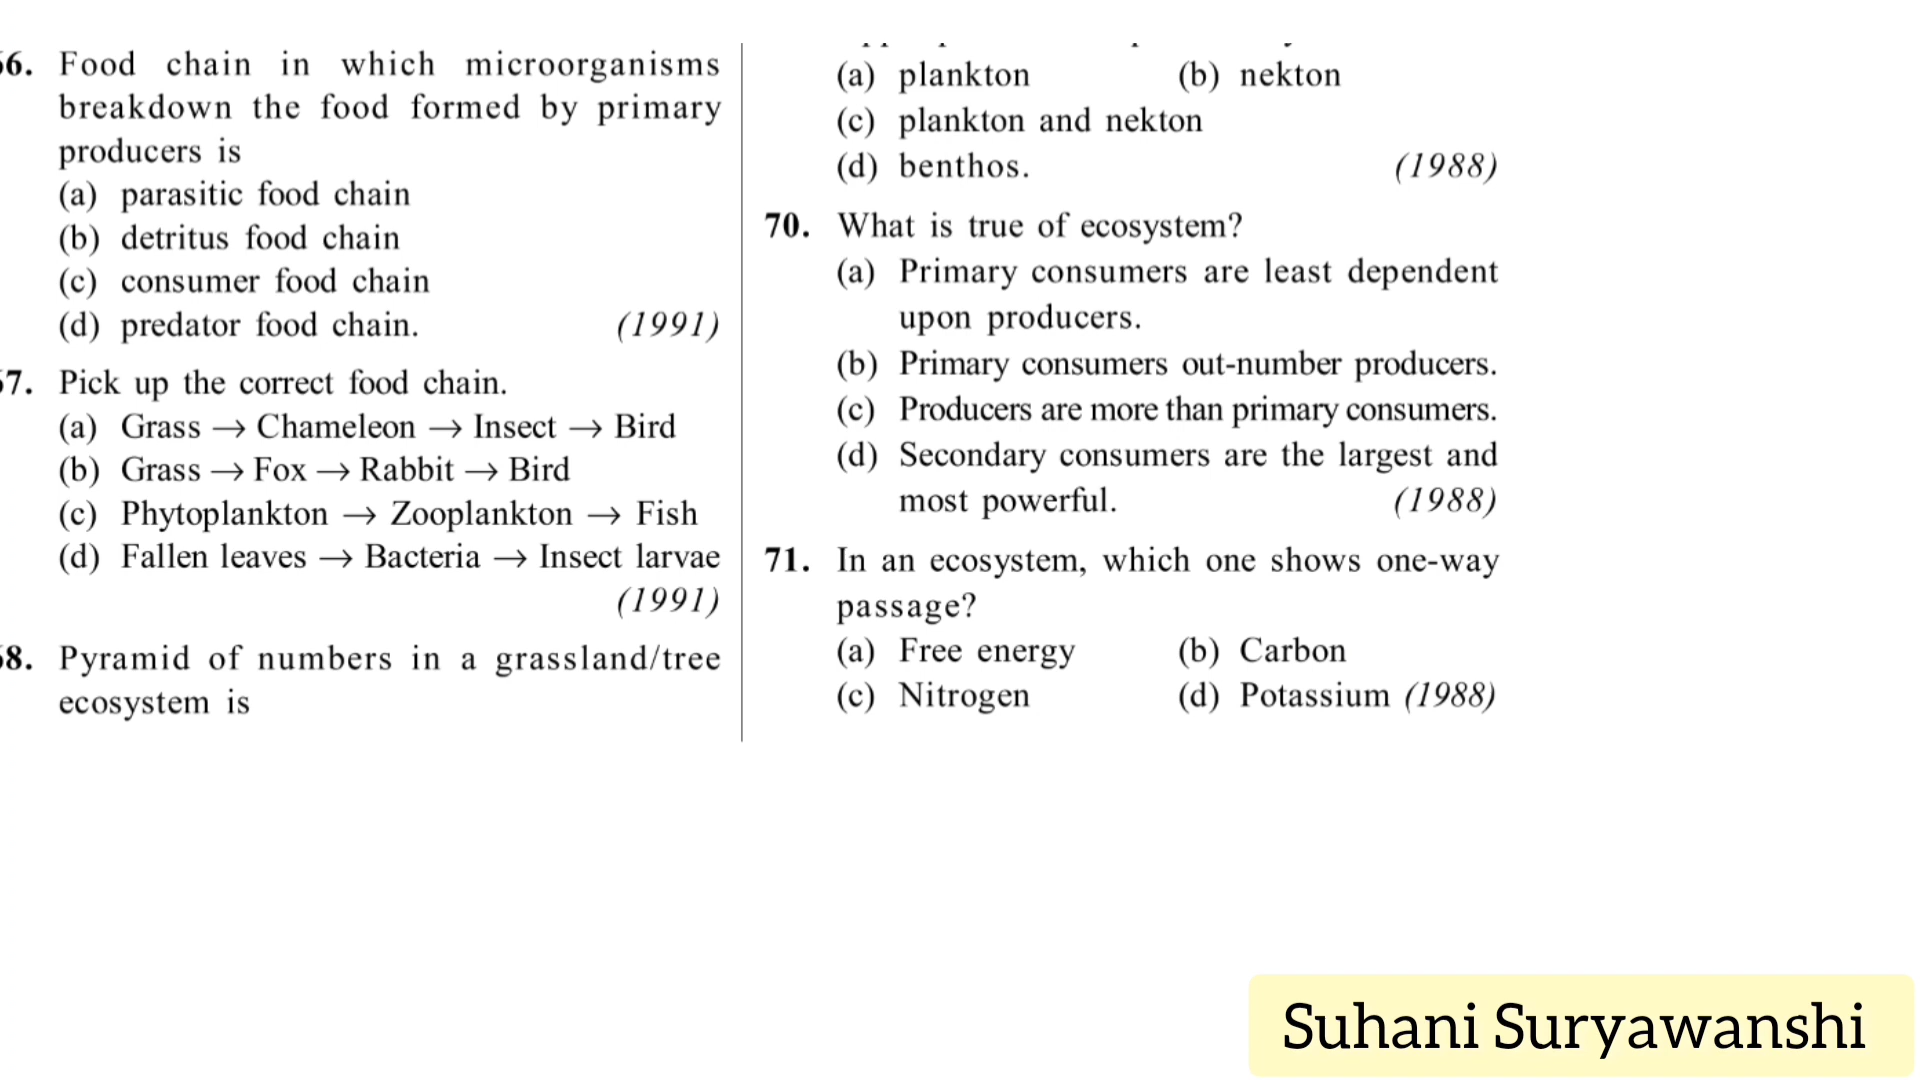 6. Food chain in which microorganisms
breakdown the food formed by primary
producers is
(a) parasitic food chain
(b) detritus food chain
(c) consumer food chain
(d) predator food chain. (1991)
7. Pick up the correct food chain.
(a) Grass → Chameleon → Insect → Bird
(b) Grass → Fox → Rabbit → Bird
(c) Phytoplankton → Zooplankton → Fish
(d) Fallen leaves → Bacteria → Insect larvae
(1991)
8. Pyramid of numbers in a grassland/tree
ecosystem is
(a) plankton (b) nekton
(c) plankton and nekton
(d) benthos. (1988)
70. What is true of ecosystem?
(a) Primary consumers are least dependent
upon producers.
(b) Primary consumers out-number producers.
(c) Producers are more than primary consumers.
(d) Secondary consumers are the largest and
most powerful. (1988)
71. In an ecosystem, which one shows one-way
passage?
(a) Free energy (b) Carbon
(c) Nitrogen (d) Potassium (1988)
Suhani Suryawanshi